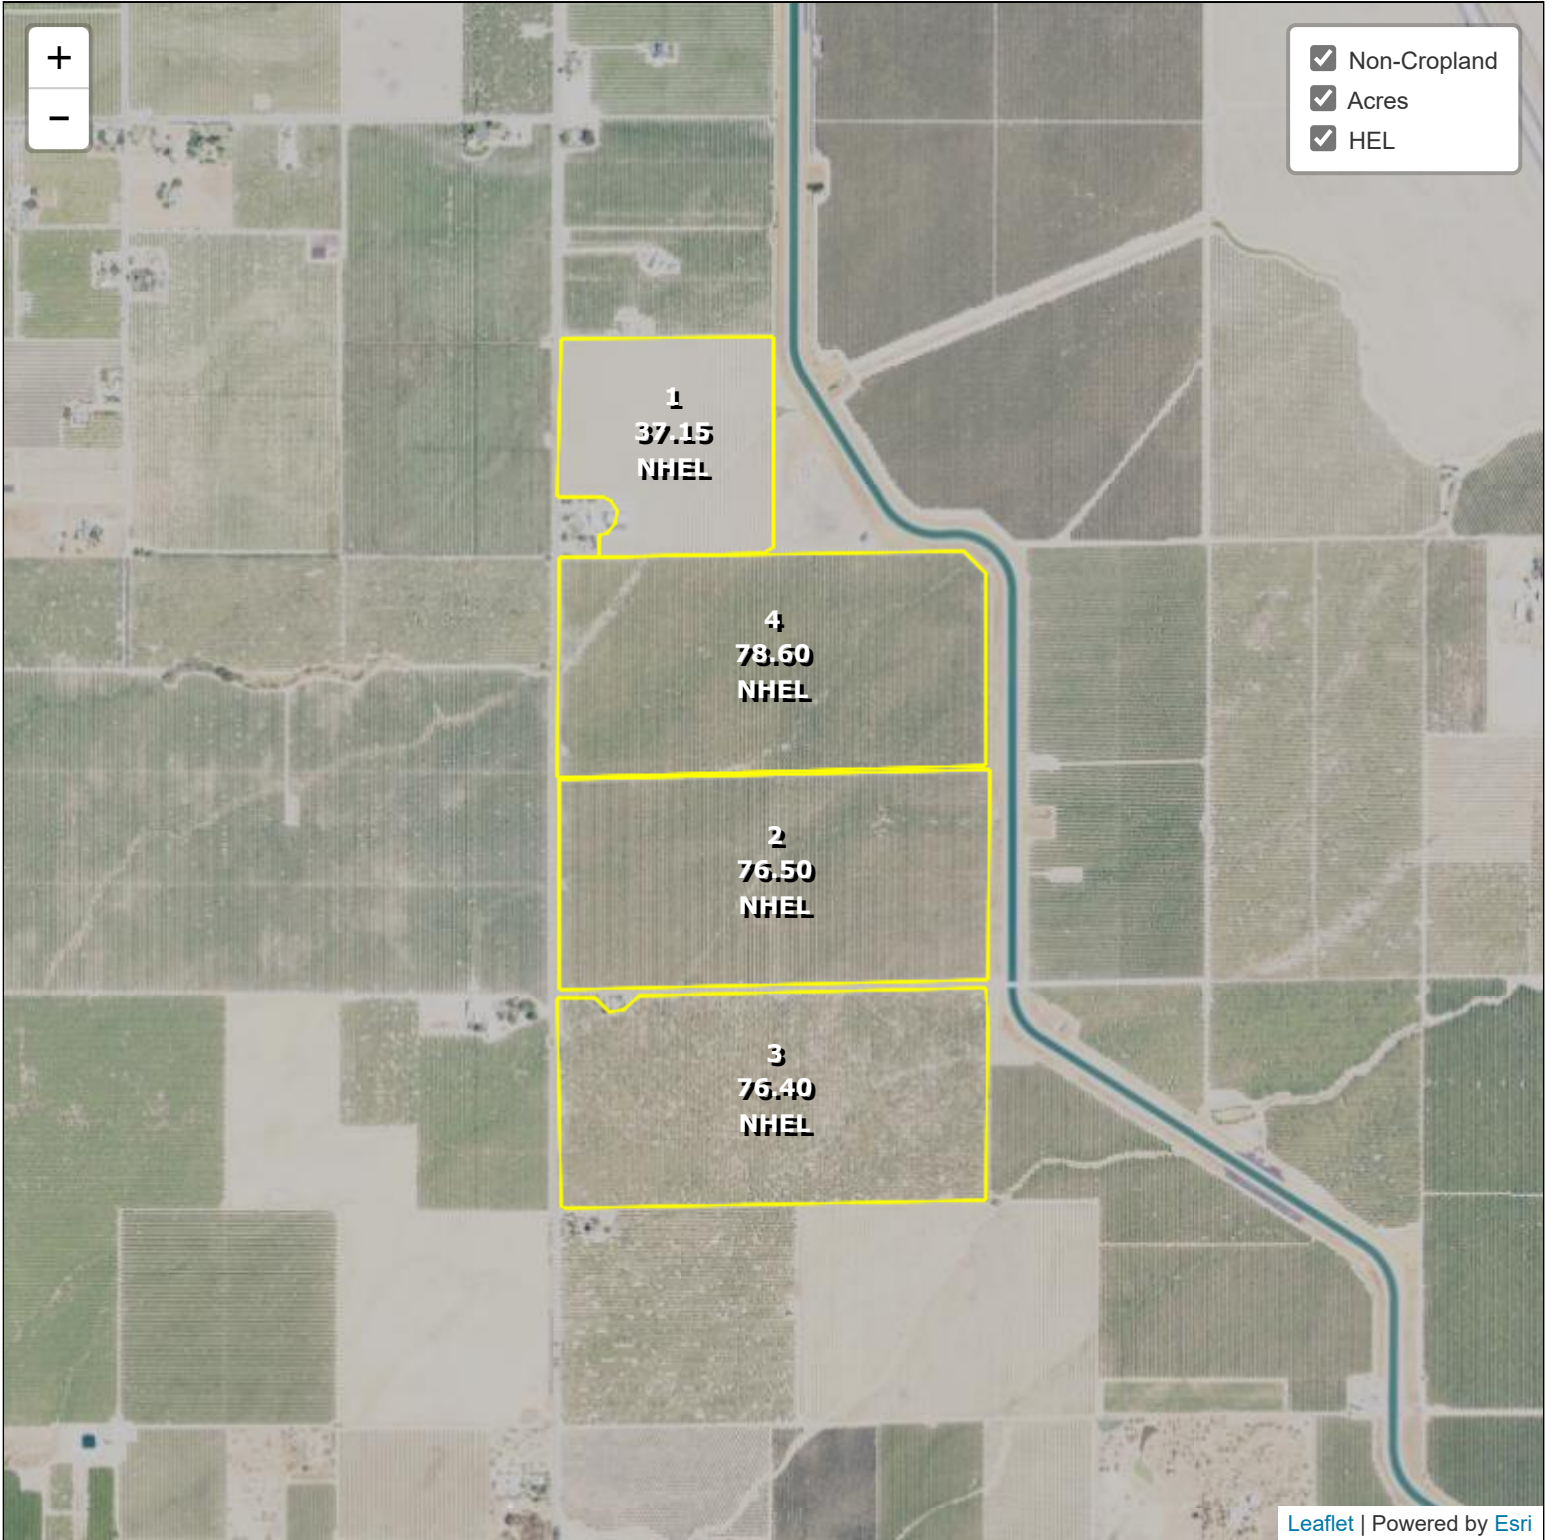 +
−
Non-Cropland
Acres
HEL
1
37.15
NHEL
4
78.60
NHEL
2
76.50
NHEL
3
76.40
NHEL
Leaflet | Powered by Esri